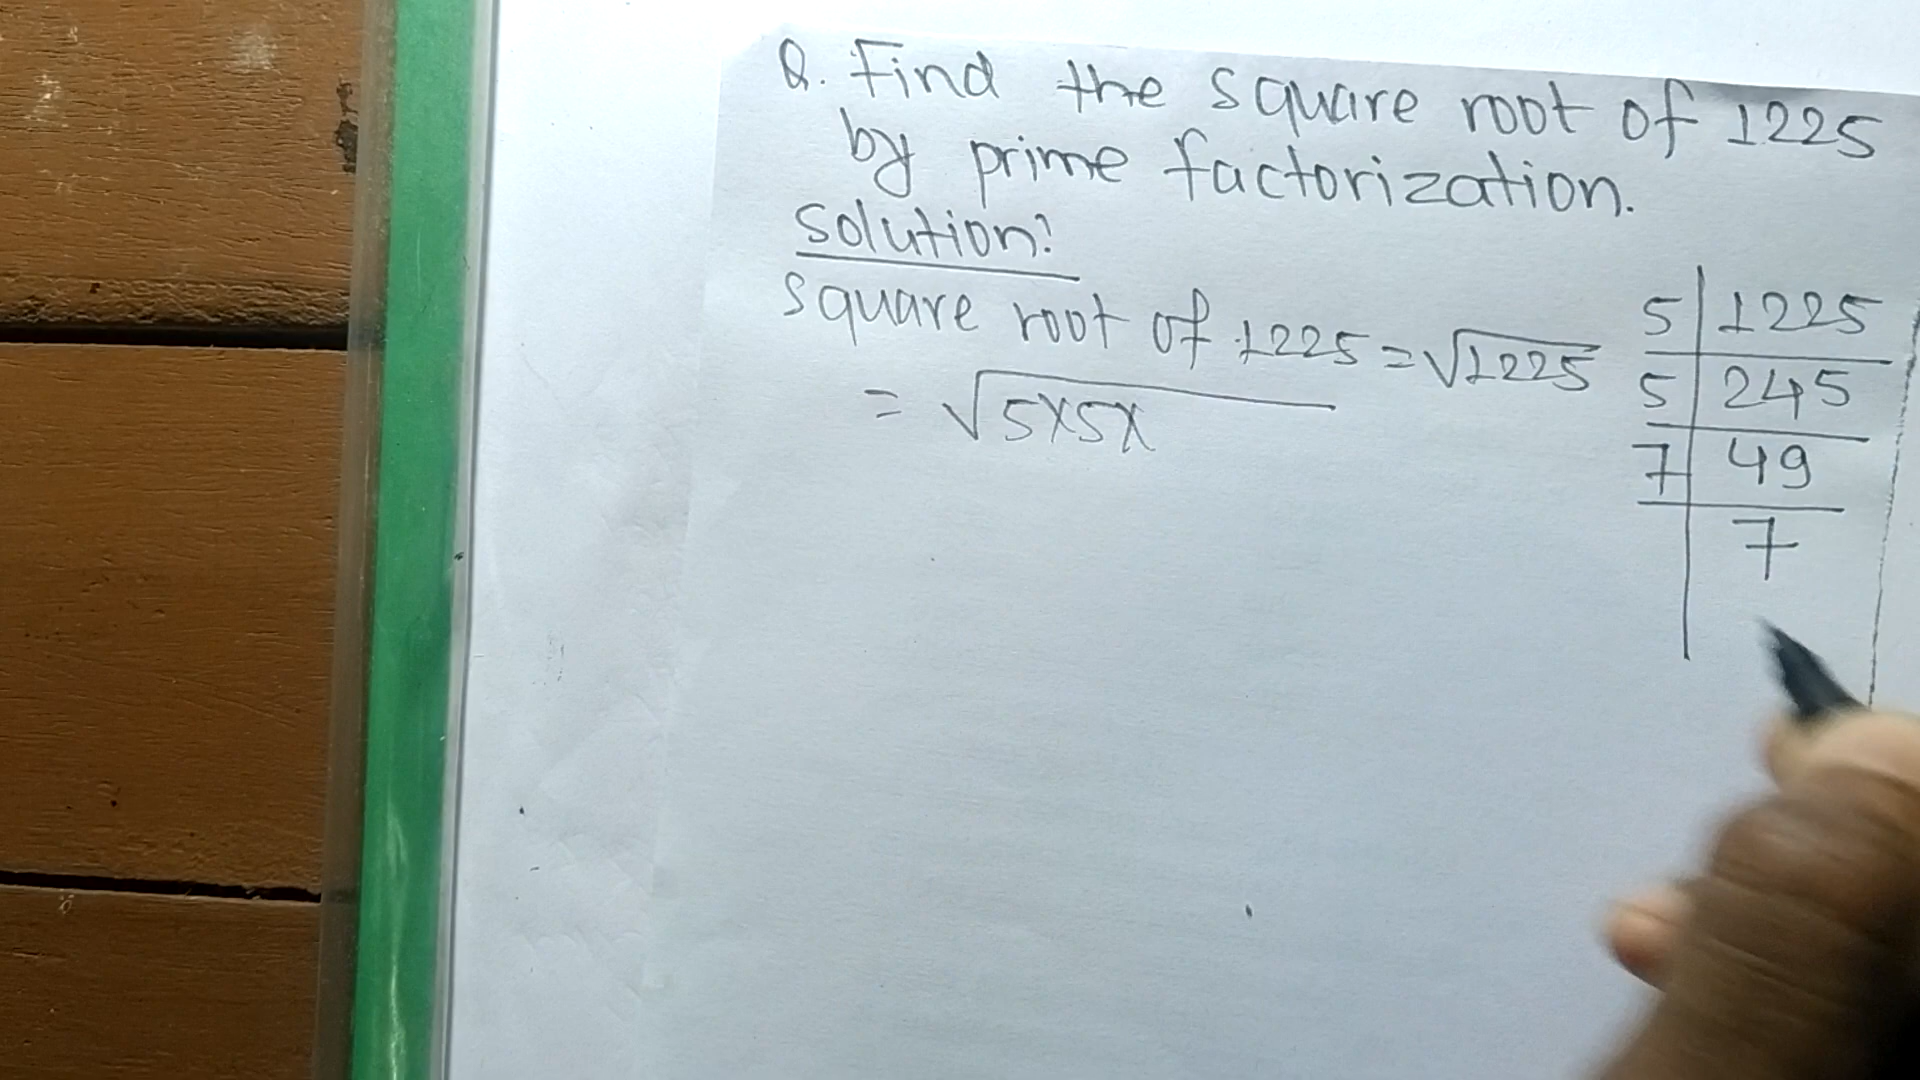 Q. Find the square root of 1225
by prime factorization.
Solution:
Square root of 1225 = √1225
= √5×5×
5 | 1225
5 | 245
7 | 49
7